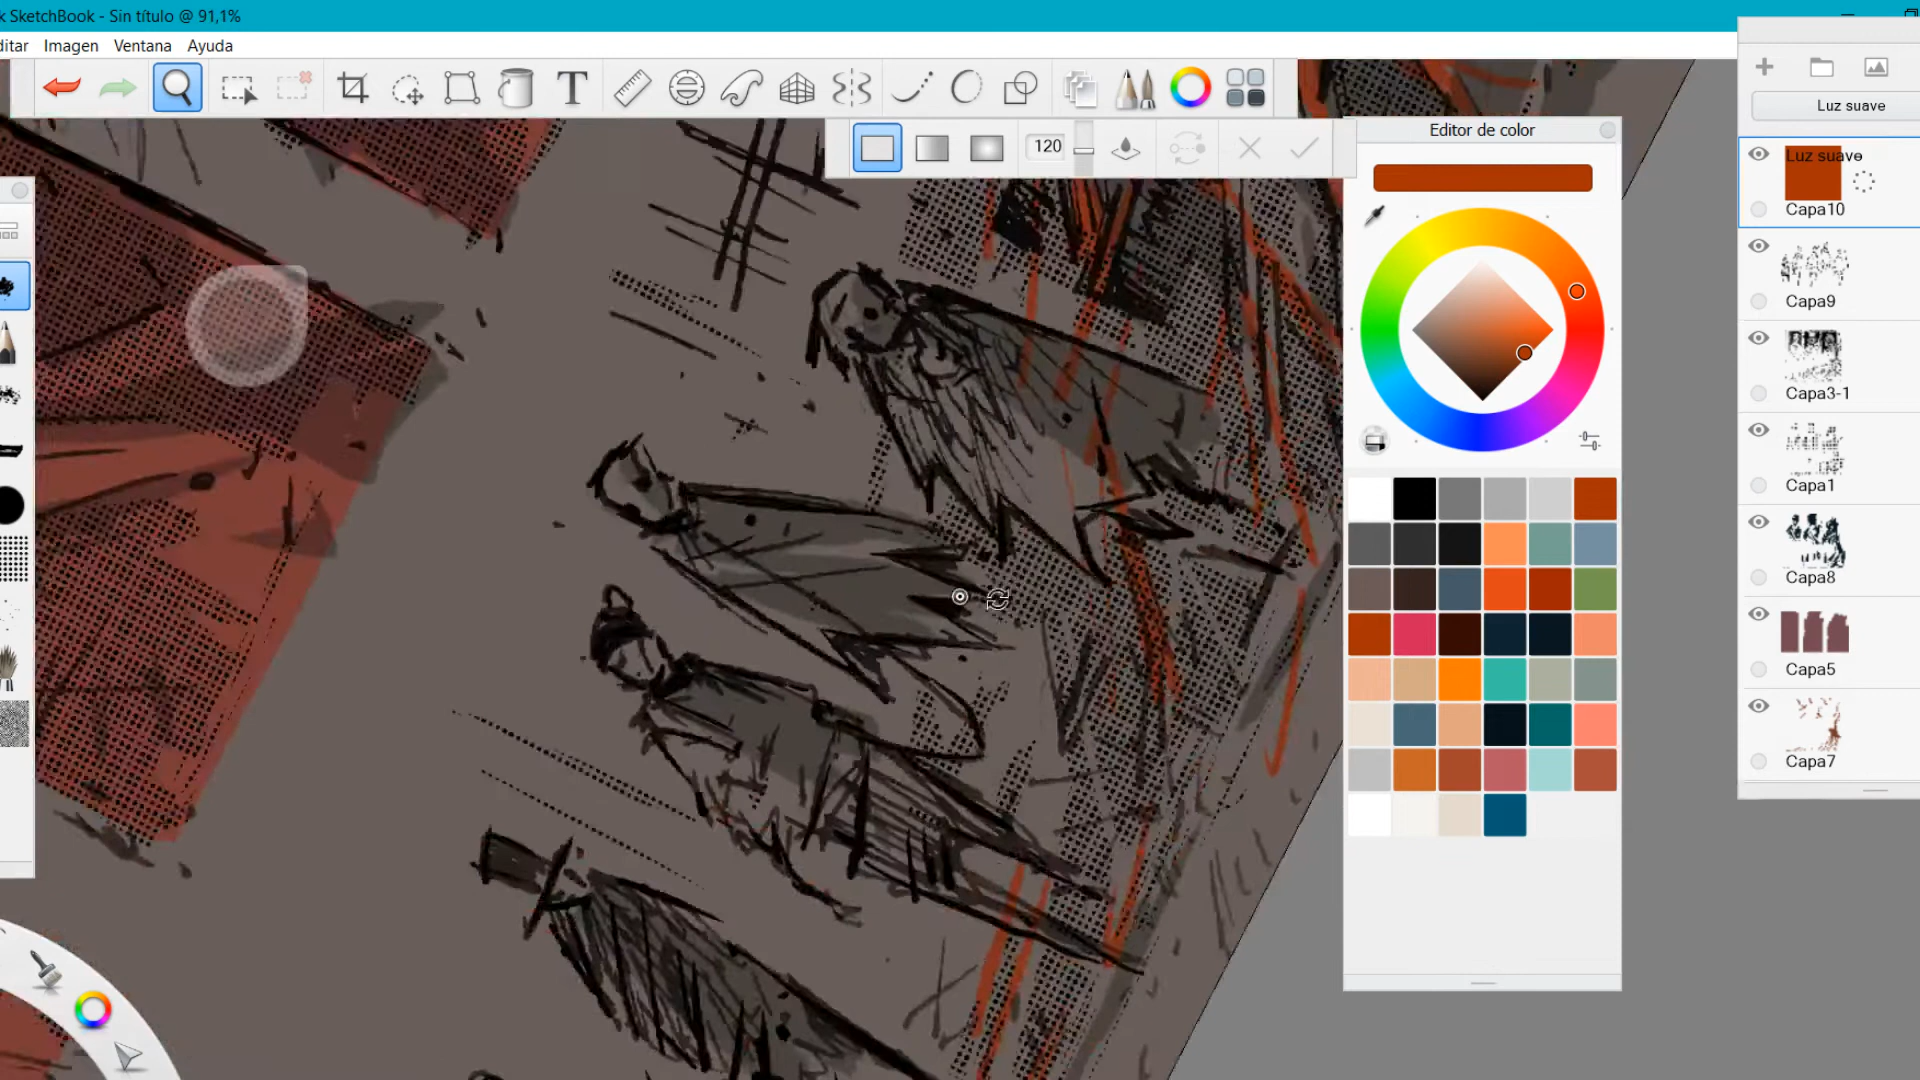 k SketchBook - Sin título @ 91,1%
ditar Imagen Ventana Ayuda
120
Editor de color
Luz suave
Luz suave
Capa10
Capa9
Capa3-1
Capa1
Capa8
Capa5
Capa7